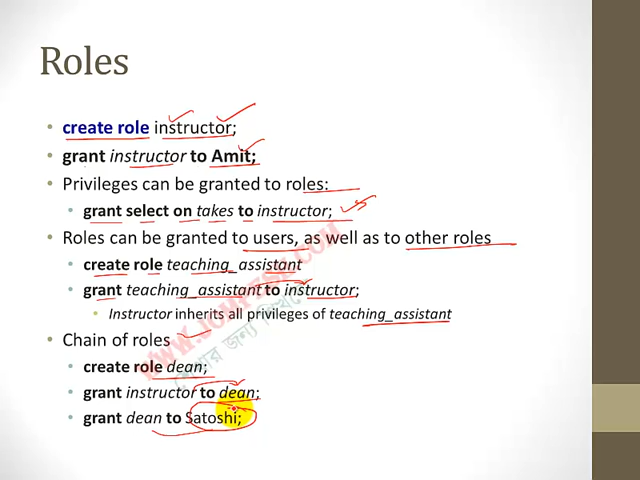 Roles
• create role instructor;
• grant instructor to Amit;
• Privileges can be granted to roles:
• grant select on takes to instructor;
• Roles can be granted to users, as well as to other roles
• create role teaching_assistant
• grant teaching_assistant to instructor;
• Instructor inherits all privileges of teaching_assistant
• Chain of roles
• create role dean;
• grant instructor to dean;
• grant dean to Satoshi;